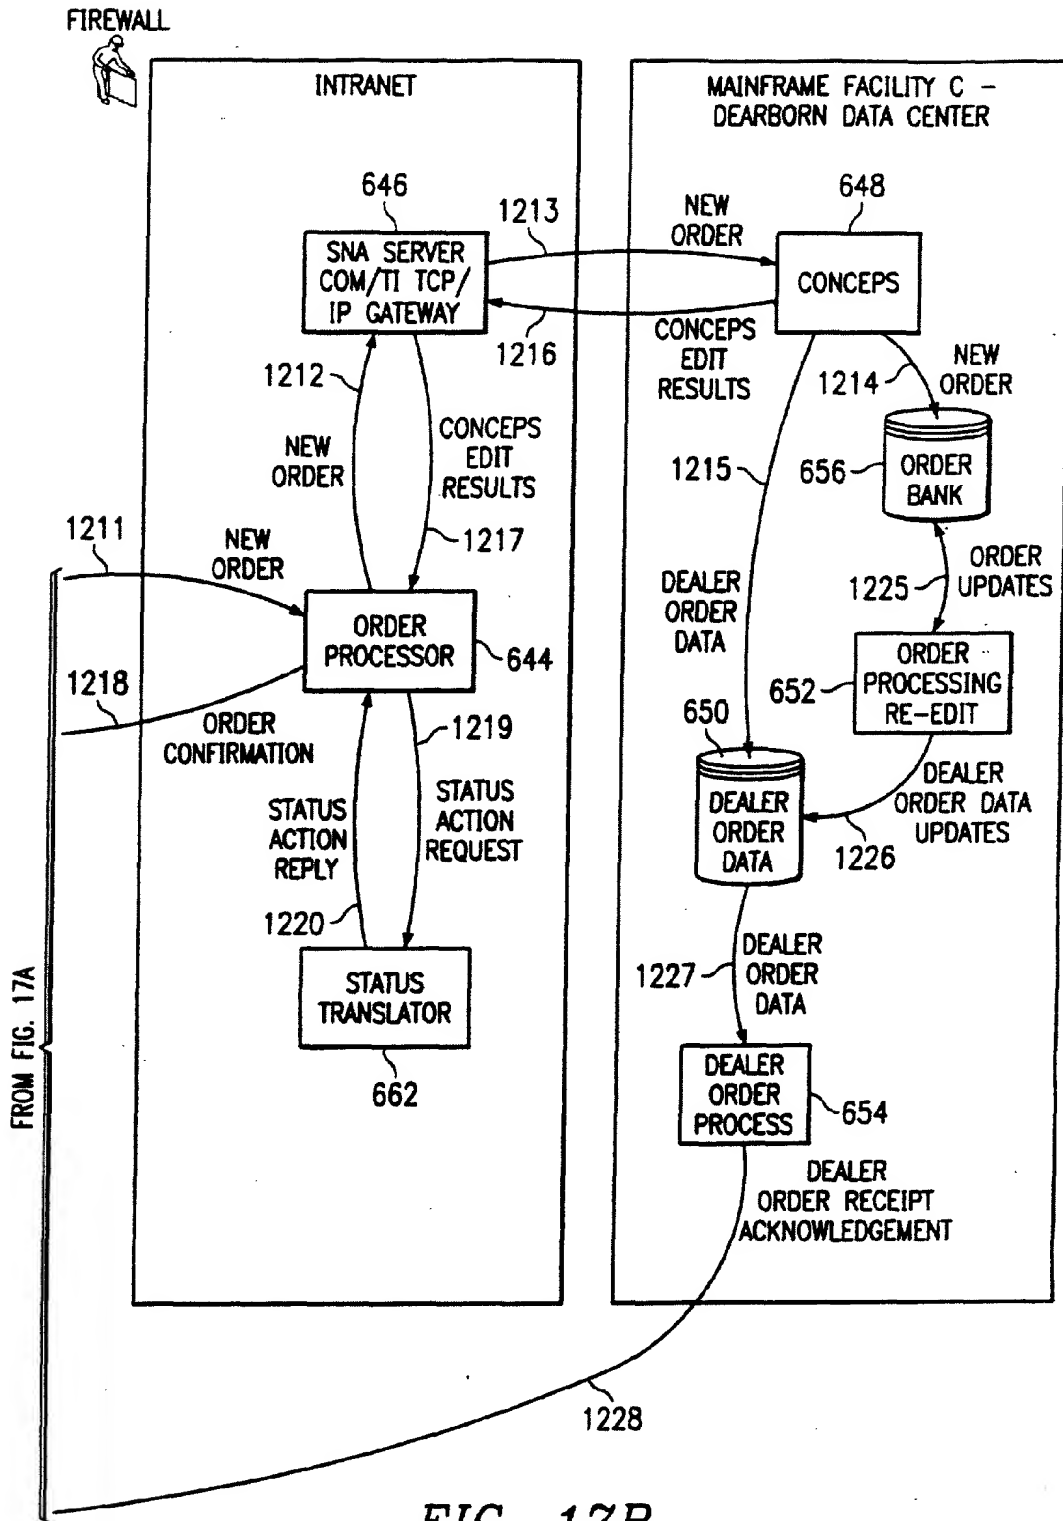 FIREWALL
INTRANET
646
SNA SERVER
COM/TI TCP/
IP GATEWAY
1213
1216
1212
NEW
ORDER
CONCEPS
EDIT
RESULTS
1217
1211
NEW
ORDER
ORDER
PROCESSOR
644
1218
ORDER
CONFIRMATION
1219
STATUS
ACTION
REPLY
STATUS
ACTION
REQUEST
1220
STATUS
TRANSLATOR
662
MAINFRAME FACILITY C -
DEARBORN DATA CENTER
NEW
ORDER
648
CONCEPS
CONCEPS
EDIT
RESULTS
1214
NEW
ORDER
1215
656
ORDER
BANK
DEALER
ORDER
DATA
1225
ORDER
UPDATES
652
ORDER
PROCESSING
RE-EDIT
650
DEALER
ORDER
DATA
DEALER
ORDER DATA
UPDATES
1226
1227
DEALER
ORDER
DATA
DEALER
ORDER
PROCESS
654
DEALER
ORDER RECEIPT
ACKNOWLEDGEMENT
1228
FROM FIG. 17A
FIG. 17B